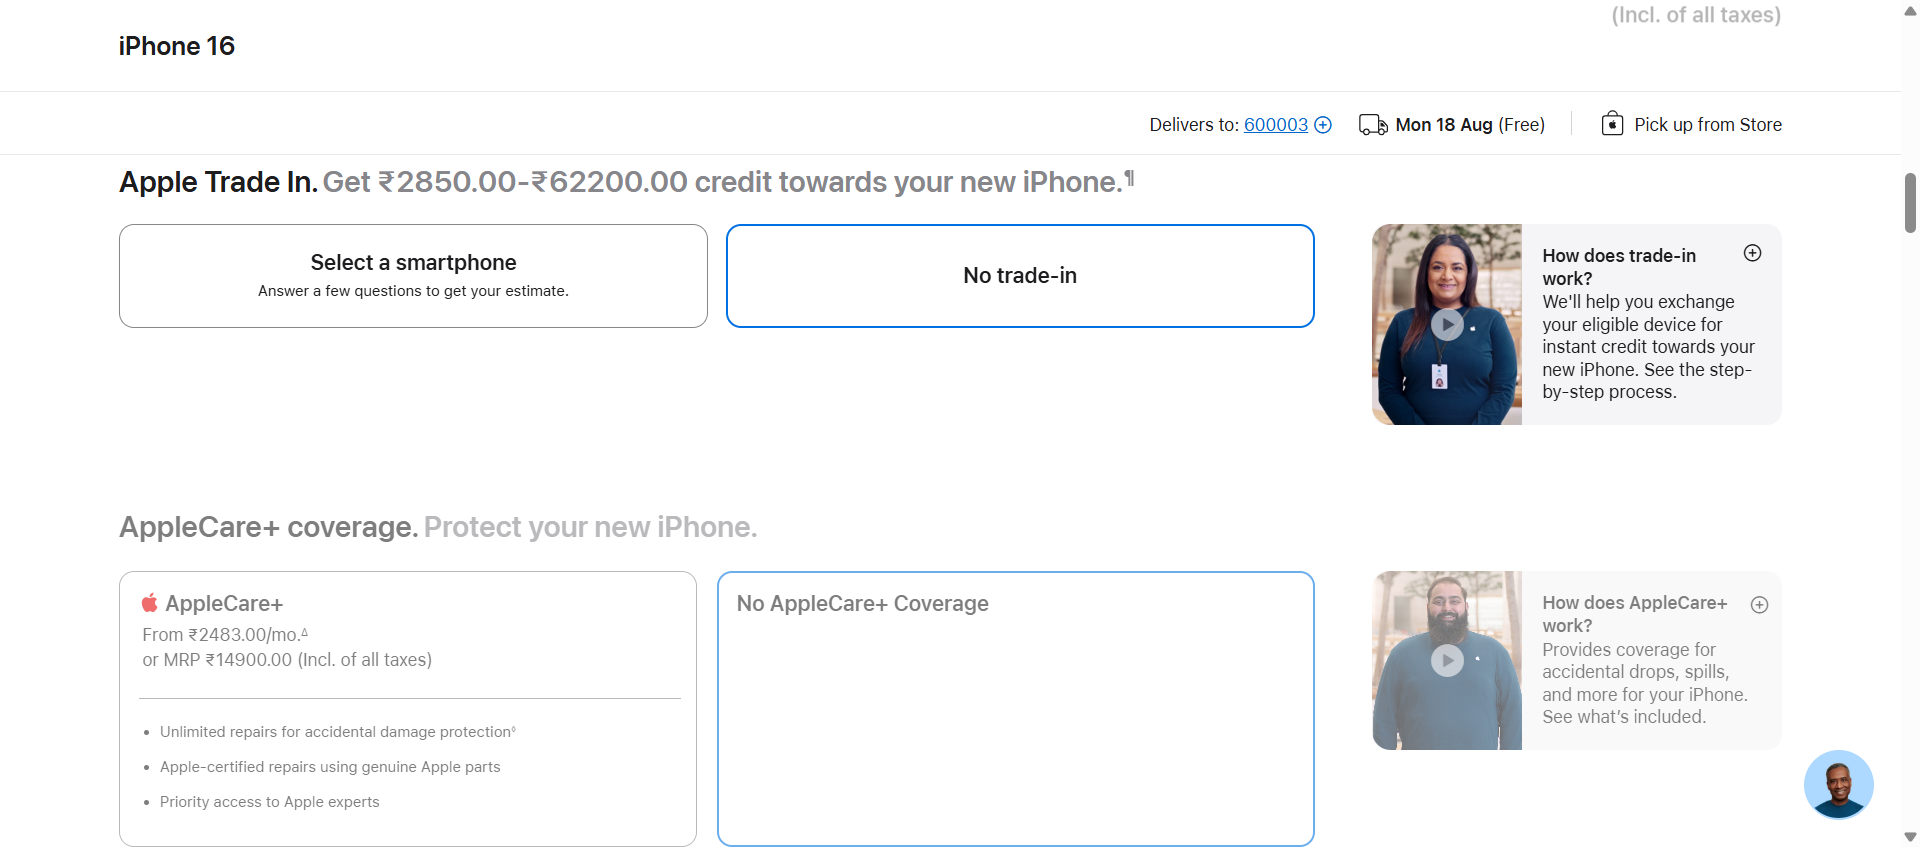 (Incl. of all taxes)
iPhone 16
Delivers to: 600003
Mon 18 Aug (Free)
Pick up from Store
Apple Trade In. Get ₹2850.00-₹62200.00 credit towards your new iPhone.¶
Select a smartphone
Answer a few questions to get your estimate.
No trade-in
How does trade-in
work?
We'll help you exchange
your eligible device for
instant credit towards your
new iPhone. See the step-
by-step process.
AppleCare+ coverage. Protect your new iPhone.
AppleCare+
From ₹2483.00/mo.Δ
or MRP ₹14900.00 (Incl. of all taxes)
• Unlimited repairs for accidental damage protection◊
• Apple-certified repairs using genuine Apple parts
• Priority access to Apple experts
No AppleCare+ Coverage
How does AppleCare+
work?
Provides coverage for
accidental drops, spills,
and more for your iPhone.
See what’s included.